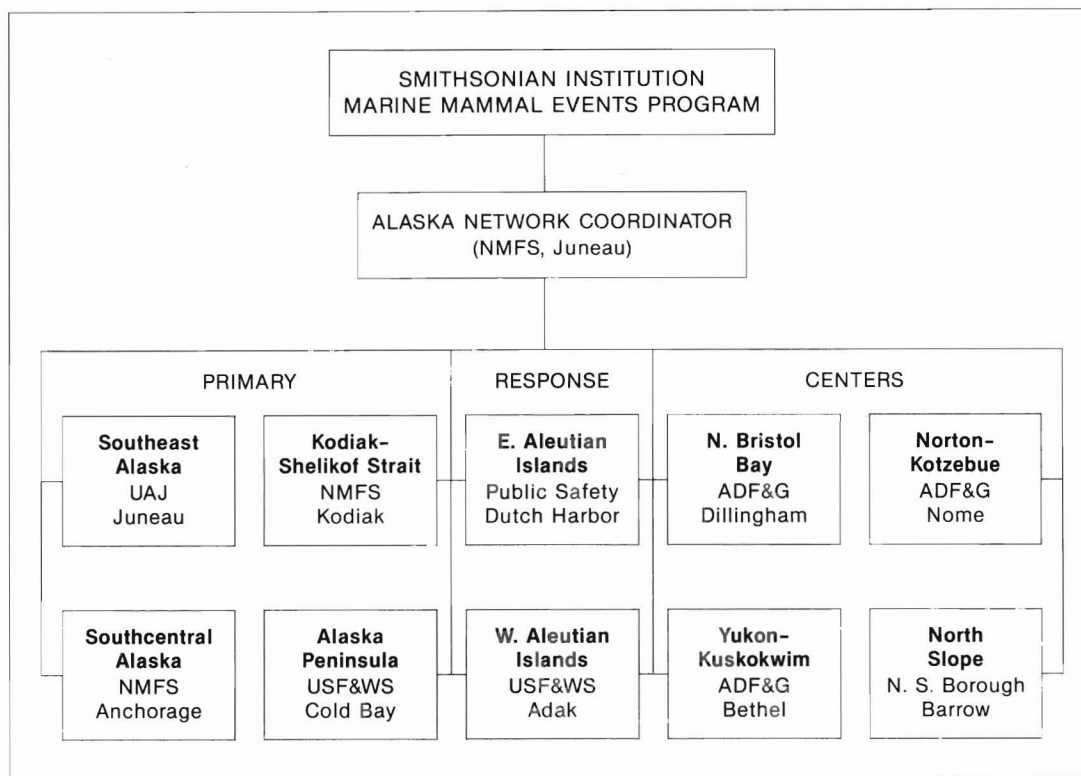 SMITHSONIAN INSTITUTION
MARINE MAMMAL EVENTS PROGRAM
ALASKA NETWORK COORDINATOR
(NMFS, Juneau)
PRIMARY RESPONSE CENTERS
Southeast
Alaska
UAJ
Juneau
Kodiak-
Shelikof Strait
NMFS
Kodiak
E. Aleutian
Islands
Public Safety
Dutch Harbor
N. Bristol
Bay
ADF&G
Dillingham
Norton-
Kotzebue
ADF&G
Nome
Southcentral
Alaska
NMFS
Anchorage
Alaska
Peninsula
USF&WS
Cold Bay
W. Aleutian
Islands
USF&WS
Adak
Yukon-
Kuskokwim
ADF&G
Bethel
North
Slope
N. S. Borough
Barrow